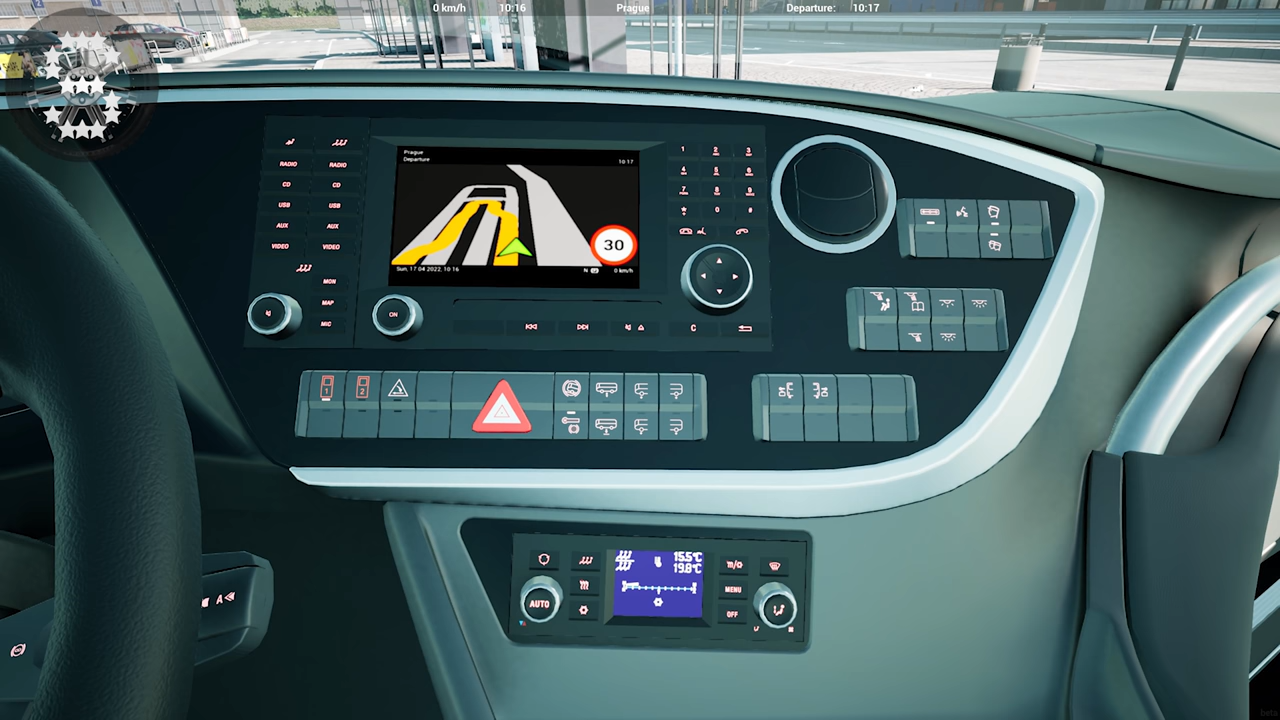 0 km/h 10:16 Prague Departure: 10:17
Prague
Departure
10:17
30
Sun, 17 04 2022, 10:16
N
0 km/h
RADIO RADIO
CD CD
USB USB
AUX AUX
VIDEO VIDEO
MON
MAP
MIC
ON
1 2 3
4 5 6
7 8 9
* 0 #
C
1 2
A
15.5°C
19.8°C
AUTO
MENU
OFF